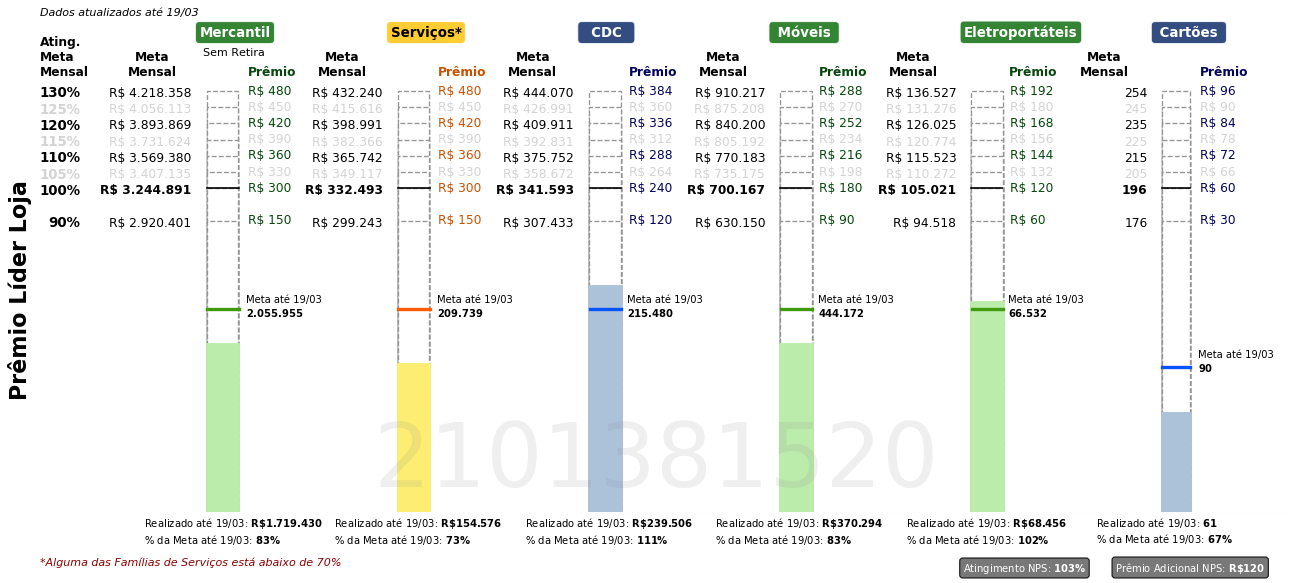 Dados atualizados até 19/03
Mercantil Serviços* CDC Móveis Eletroportáteis Cartões
Sem Retira
Ating. Meta Mensal Meta Mensal Prêmio Meta Mensal Prêmio Meta Mensal Prêmio Meta Mensal Prêmio Meta Mensal Prêmio Meta Mensal Prêmio
130% R$ 4.218.358 R$ 480 R$ 432.240 R$ 480 R$ 444.070 R$ 384 R$ 910.217 R$ 288 R$ 136.527 R$ 192 254 R$ 96
125% R$ 4.056.113 R$ 450 R$ 415.616 R$ 450 R$ 426.991 R$ 360 R$ 875.208 R$ 270 R$ 131.276 R$ 180 245 R$ 90
120% R$ 3.893.869 R$ 420 R$ 398.991 R$ 420 R$ 409.911 R$ 336 R$ 840.200 R$ 252 R$ 126.025 R$ 168 235 R$ 84
115% R$ 3.731.624 R$ 390 R$ 382.366 R$ 390 R$ 392.831 R$ 312 R$ 805.192 R$ 234 R$ 120.774 R$ 156 225 R$ 78
110% R$ 3.569.380 R$ 360 R$ 365.742 R$ 360 R$ 375.752 R$ 288 R$ 770.183 R$ 216 R$ 115.523 R$ 144 215 R$ 72
105% R$ 3.407.135 R$ 330 R$ 349.117 R$ 330 R$ 358.672 R$ 264 R$ 735.175 R$ 198 R$ 110.272 R$ 132 205 R$ 66
100% R$ 3.244.891 R$ 300 R$ 332.493 R$ 300 R$ 341.593 R$ 240 R$ 700.167 R$ 180 R$ 105.021 R$ 120 196 R$ 60
90% R$ 2.920.401 R$ 150 R$ 299.243 R$ 150 R$ 307.433 R$ 120 R$ 630.150 R$ 90 R$ 94.518 R$ 60 176 R$ 30
Prêmio Líder Loja
Meta até 19/03 Meta até 19/03 Meta até 19/03 Meta até 19/03 Meta até 19/03
2.055.955 209.739 215.480 444.172 66.532
Meta até 19/03
90
2101381520
Realizado até 19/03: R$1.719.430 Realizado até 19/03: R$154.576 Realizado até 19/03: R$239.506 Realizado até 19/03: R$370.294 Realizado até 19/03: R$68.456 Realizado até 19/03: 61
% da Meta até 19/03: 83% % da Meta até 19/03: 73% % da Meta até 19/03: 111% % da Meta até 19/03: 83% % da Meta até 19/03: 102% % da Meta até 19/03: 67%
*Alguma das Famílias de Serviços está abaixo de 70%
Atingimento NPS: 103% Prêmio Adicional NPS: R$120